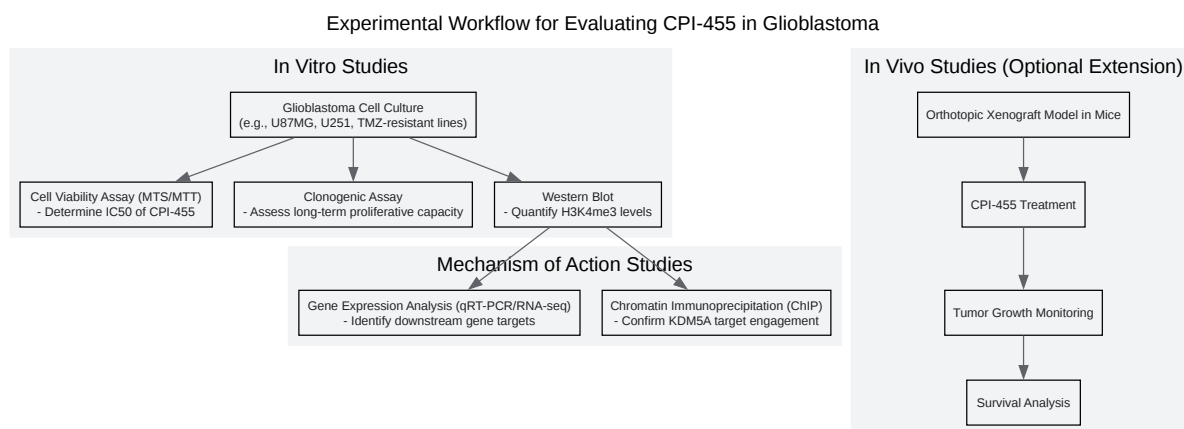 Experimental Workflow for Evaluating CPI-455 in Glioblastoma
In Vitro Studies
Glioblastoma Cell Culture
(e.g., U87MG, U251, TMZ-resistant lines)
Cell Viability Assay (MTS/MTT)
- Determine IC50 of CPI-455
Clonogenic Assay
- Assess long-term proliferative capacity
Western Blot
- Quantify H3K4me3 levels
Mechanism of Action Studies
Gene Expression Analysis (qRT-PCR/RNA-seq)
- Identify downstream gene targets
Chromatin Immunoprecipitation (ChIP)
- Confirm KDM5A target engagement
In Vivo Studies (Optional Extension)
Orthotopic Xenograft Model in Mice
CPI-455 Treatment
Tumor Growth Monitoring
Survival Analysis